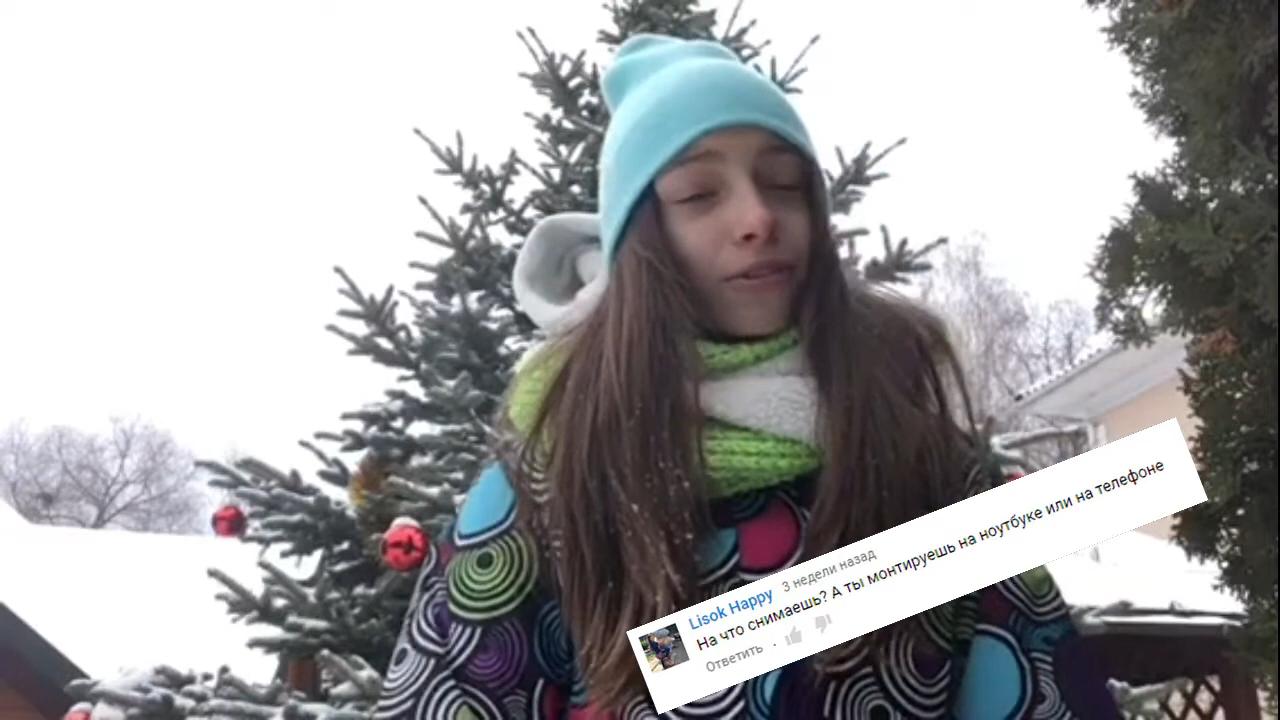 Lisok Happy 3 недели назад
На что снимаешь? А ты монтируешь на ноутбуке или на телефоне
Ответить